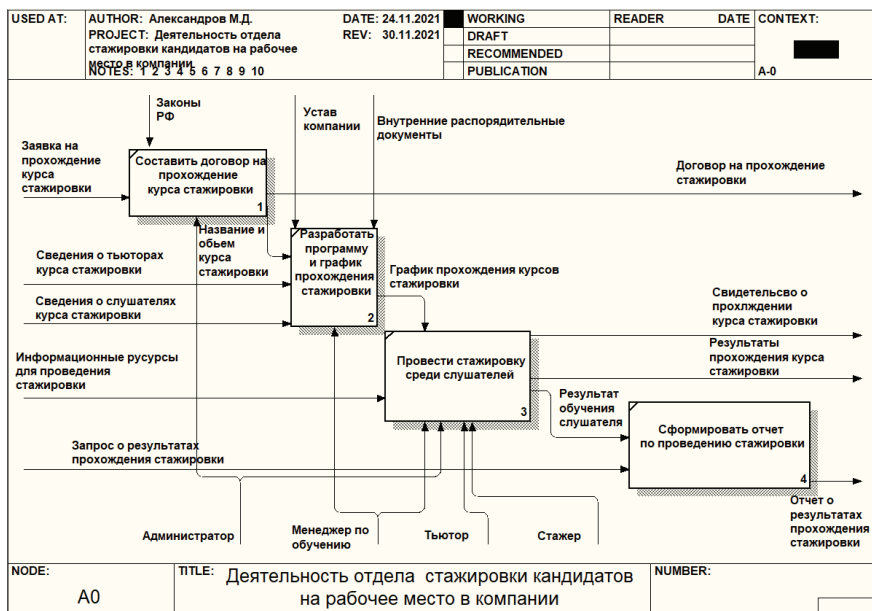 USED AT:
AUTHOR: Александров М.Д.
DATE: 24.11.2021
PROJECT: Деятельность отдела
стажировки кандидатов на рабочее
место в компании
REV: 30.11.2021
NOTES: 1 2 3 4 5 6 7 8 9 10
WORKING
DRAFT
RECOMMENDED
PUBLICATION
READER
DATE
CONTEXT:
A-0
Законы
РФ
Устав
компании
Внутренние распорядительные
документы
Заявка на
прохождение
курса
стажировки
Составить договор на
прохождение
курса стажировки
1
Договор на прохождение
стажировки
Название и
обьем
курса
стажировки
Сведения о тьюторах
курса стажировки
Разработать
программу
и график
прохождения
стажировки
2
График прохождения курсов
стажировки
Сведения о слушателях
курса стажировки
Свидетельсво о
прохлждении
курса стажировки
Информационные русурсы
для проведения
стажировки
Провести стажировку
среди слушателей
3
Результаты
прохождения курса
стажировки
Результат
обучения
слушателя
Запрос о результатах
прохождения стажировки
Сформировать отчет
по проведению стажировки
4
Отчет о
результатах
прохождения
стажировки
Администратор
Менеджер по
обучению
Тьютор
Стажер
NODE:
A0
TITLE:
Деятельность отдела стажировки кандидатов
на рабочее место в компании
NUMBER: